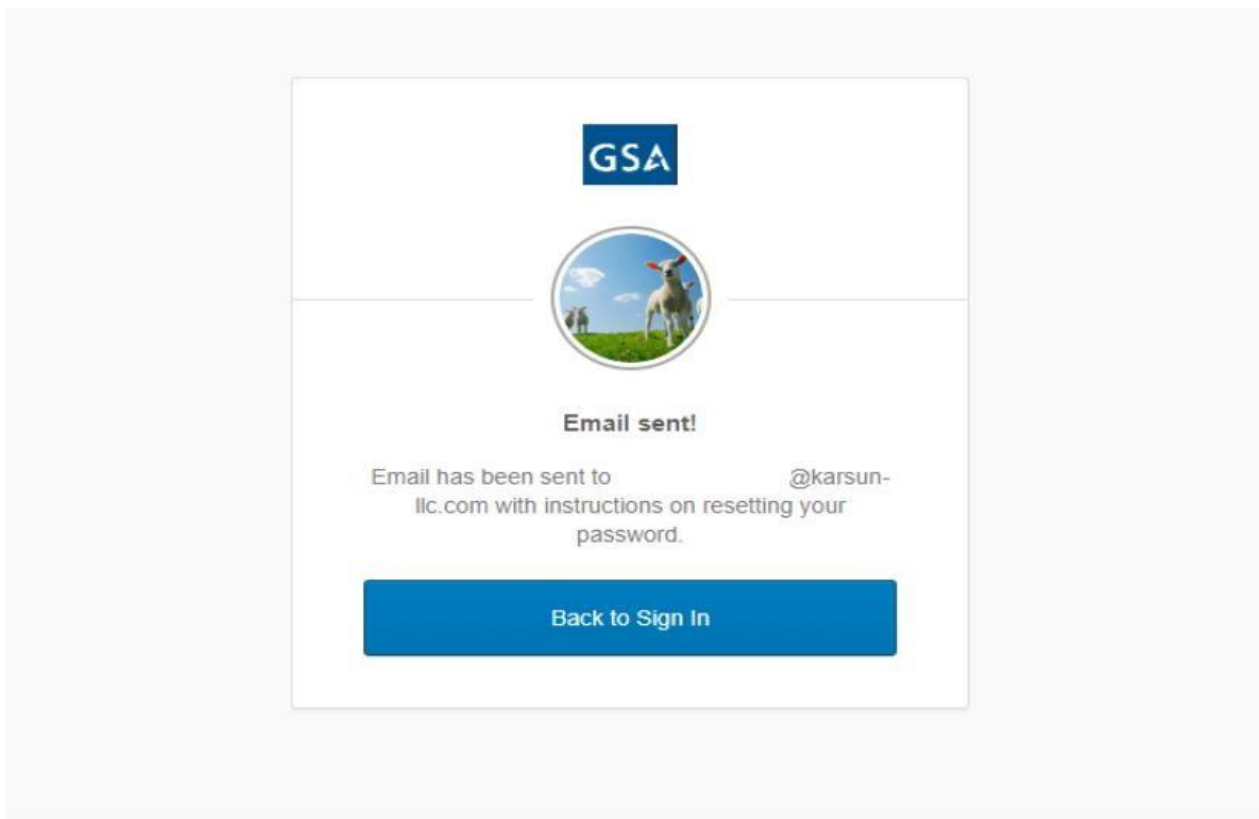 GSA
Email sent!
Email has been sent to @karsun-
llc.com with instructions on resetting your
password.
Back to Sign In